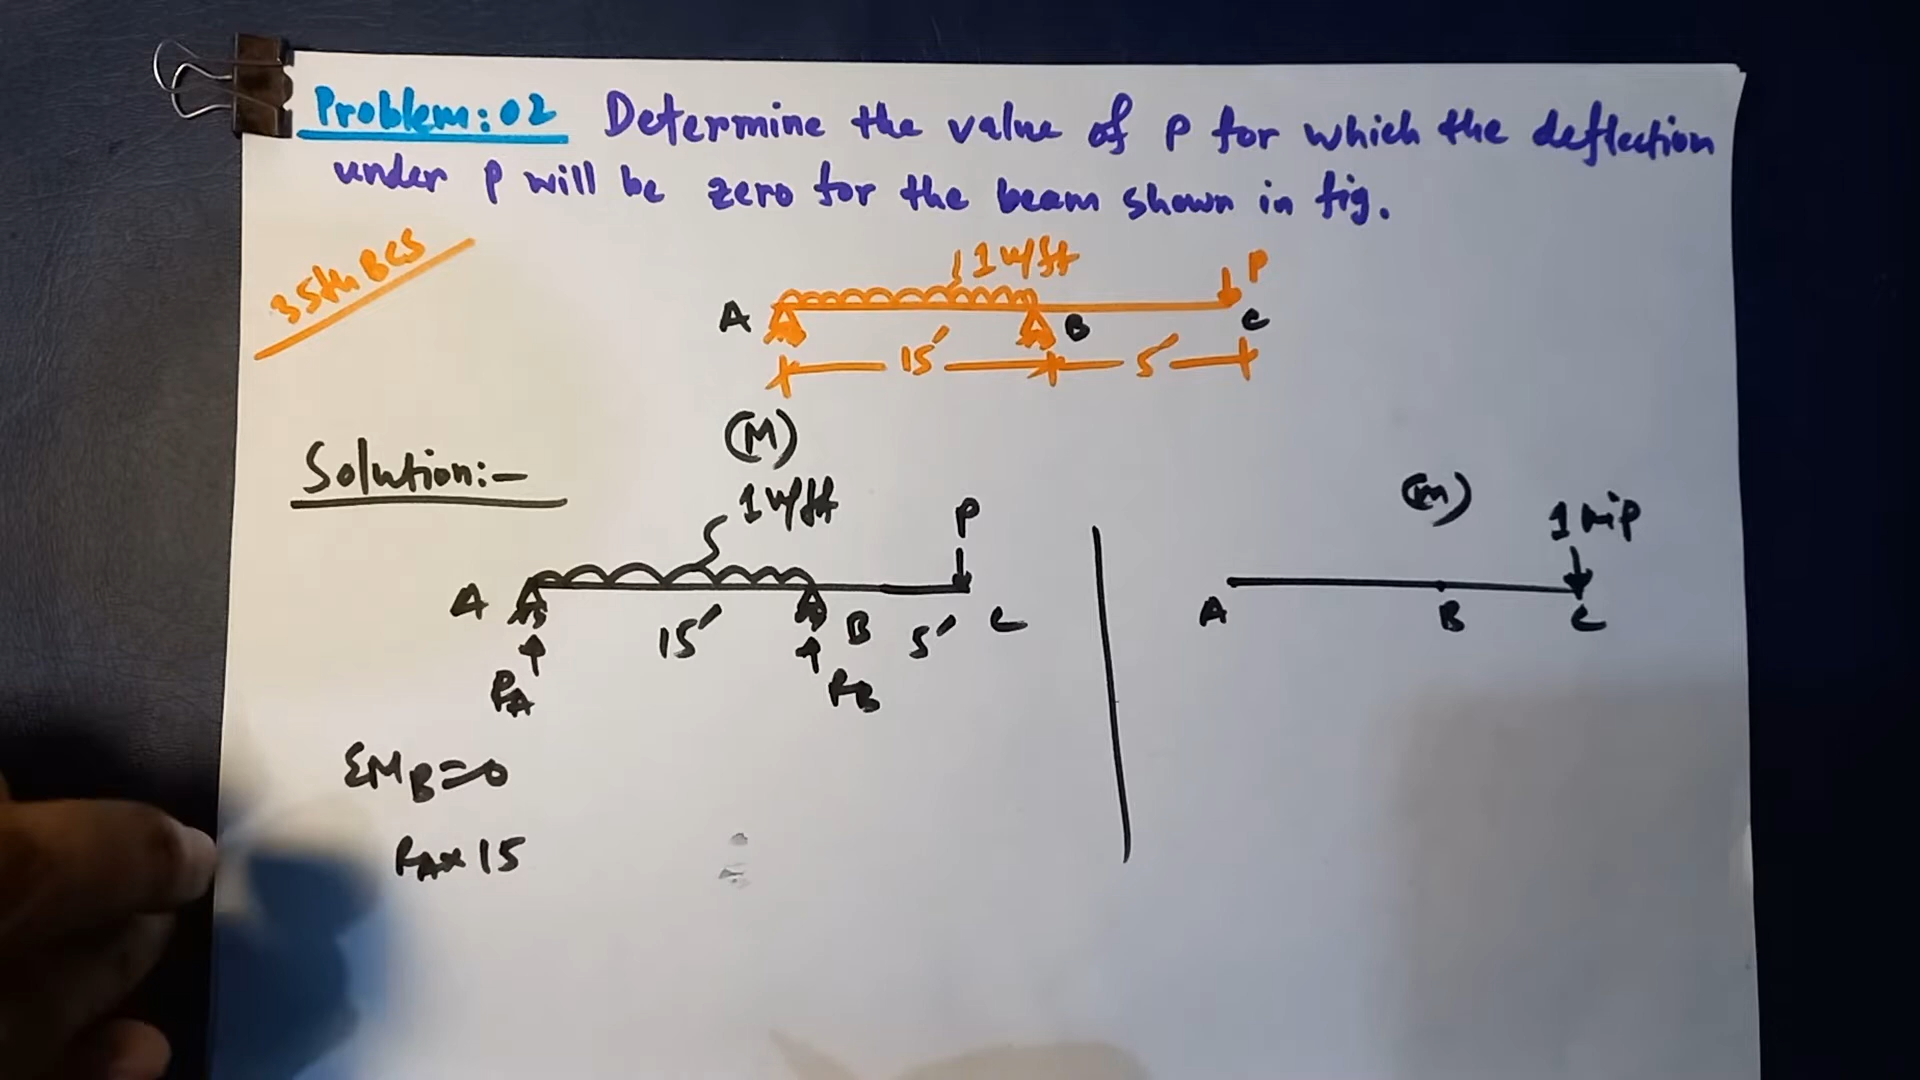 Problem: 02 Determine the value of P for which the deflection
under P will be zero for the beam shown in fig.
35th BCS
1 k/ft
P
A
B
C
15'
5'
Solution:-
(M)
1 k/ft
P
A
B
C
15'
5'
RA
RB
ΣMB=0
RA×15
(m)
1 kip
A
B
C